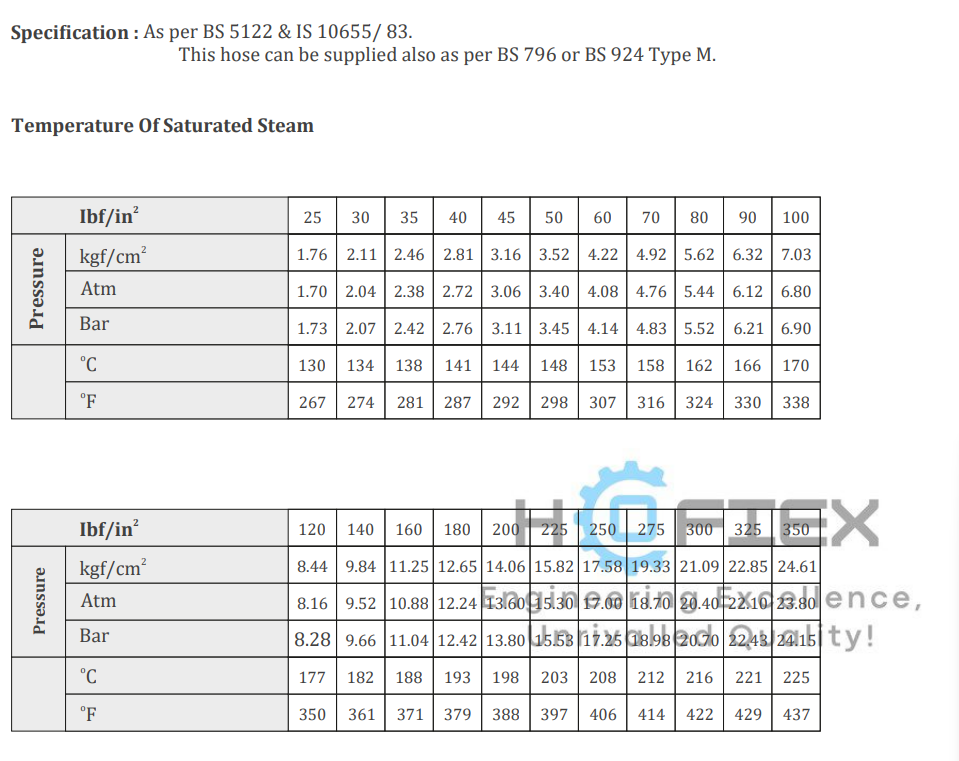 Specification : As per BS 5122 & IS 10655/ 83.
This hose can be supplied also as per BS 796 or BS 924 Type M.
Temperature Of Saturated Steam
Ibf/in² 25 30 35 40 45 50 60 70 80 90 100
Pressure
kgf/cm² 1.76 2.11 2.46 2.81 3.16 3.52 4.22 4.92 5.62 6.32 7.03
Atm 1.70 2.04 2.38 2.72 3.06 3.40 4.08 4.76 5.44 6.12 6.80
Bar 1.73 2.07 2.42 2.76 3.11 3.45 4.14 4.83 5.52 6.21 6.90
°C 130 134 138 141 144 148 153 158 162 166 170
°F 267 274 281 287 292 298 307 316 324 330 338
HOFIEX
Engineering Excellence,
Unrivalled Quality!
Ibf/in² 120 140 160 180 200 225 250 275 300 325 350
Pressure
kgf/cm² 8.44 9.84 11.25 12.65 14.06 15.82 17.58 19.33 21.09 22.85 24.61
Atm 8.16 9.52 10.88 12.24 13.60 15.30 17.00 18.70 20.40 22.10 23.80
Bar 8.28 9.66 11.04 12.42 13.80 15.53 17.25 18.98 20.70 22.43 24.15
°C 177 182 188 193 198 203 208 212 216 221 225
°F 350 361 371 379 388 397 406 414 422 429 437